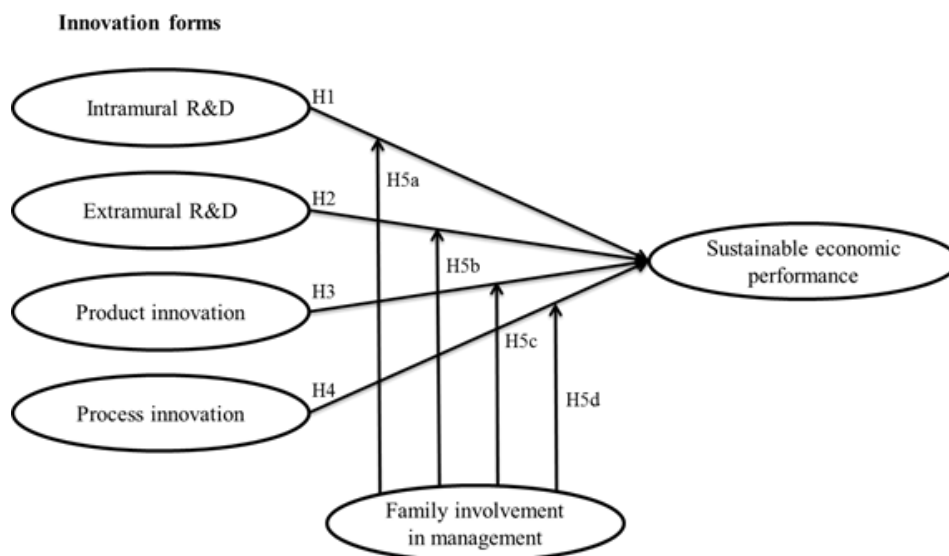 Innovation forms
Intramural R&D
H1
H5a
Extramural R&D
H2
H5b
Sustainable economic
performance
Product innovation
H3
H5c
Process innovation
H4
H5d
Family involvement
in management